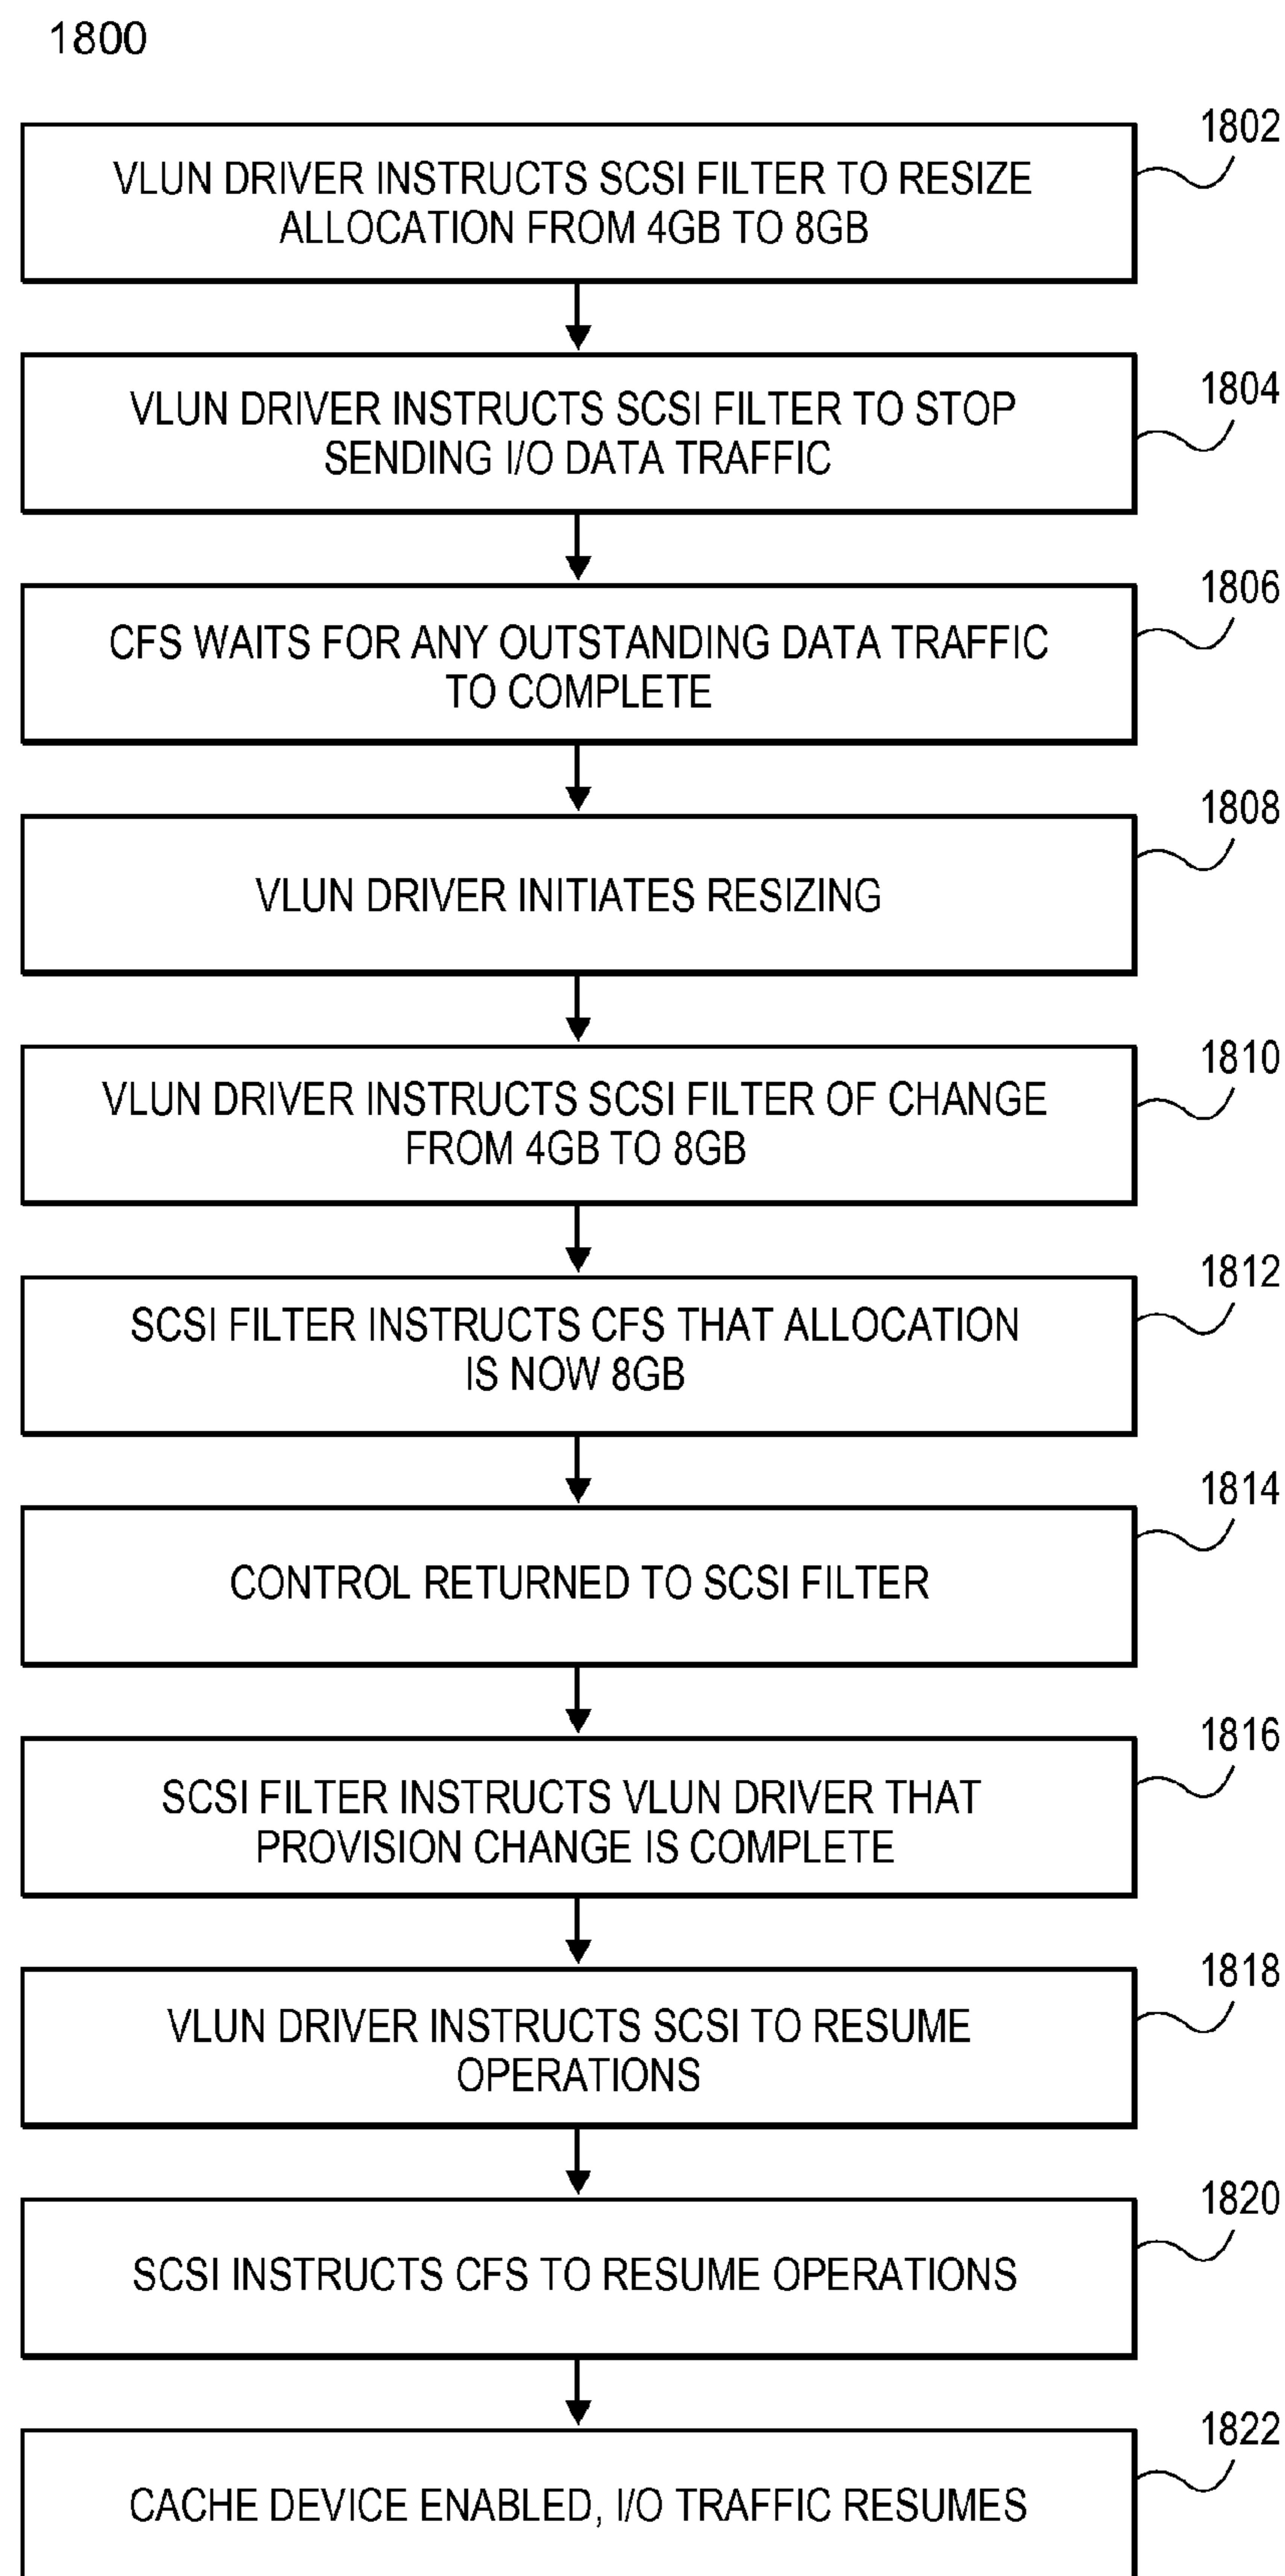 1800
1802
VLUN DRIVER INSTRUCTS SCSI FILTER TO RESIZE
ALLOCATION FROM 4GB TO 8GB
1804
VLUN DRIVER INSTRUCTS SCSI FILTER TO STOP
SENDING I/O DATA TRAFFIC
1806
CFS WAITS FOR ANY OUTSTANDING DATA TRAFFIC
TO COMPLETE
1808
VLUN DRIVER INITIATES RESIZING
1810
VLUN DRIVER INSTRUCTS SCSI FILTER OF CHANGE
FROM 4GB TO 8GB
1812
SCSI FILTER INSTRUCTS CFS THAT ALLOCATION
IS NOW 8GB
1814
CONTROL RETURNED TO SCSI FILTER
1816
SCSI FILTER INSTRUCTS VLUN DRIVER THAT
PROVISION CHANGE IS COMPLETE
1818
VLUN DRIVER INSTRUCTS SCSI TO RESUME
OPERATIONS
1820
SCSI INSTRUCTS CFS TO RESUME OPERATIONS
1822
CACHE DEVICE ENABLED, I/O TRAFFIC RESUMES